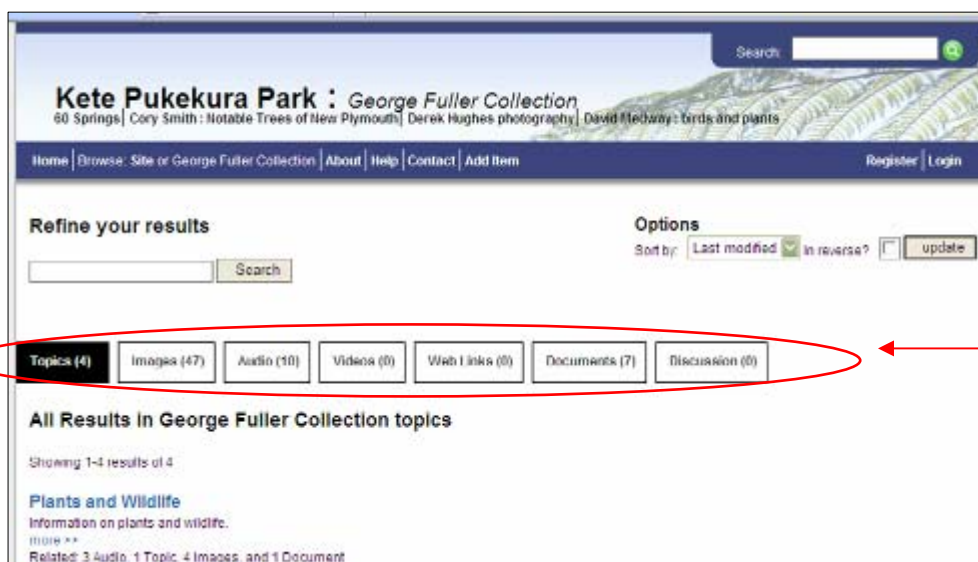 Search:
Kete Pukekura Park : George Fuller Collection
60 Springs| Cory Smith : Notable Trees of New Plymouth| Derek Hughes photography| David Medway : birds and plants
Home | Browse: Site or George Fuller Collection | About | Help | Contact | Add Item Register | Login
Refine your results Options
Sort by: Last modified In reverse? update
Search
Topics (4) Images (47) Audio (10) Videos (0) Web Links (0) Documents (7) Discussion (0)
All Results in George Fuller Collection topics
Showing 1-4 results of 4
Plants and Wildlife
Information on plants and wildlife.
more >>
Related: 3 Audio, 1 Topic, 4 Images, and 1 Document